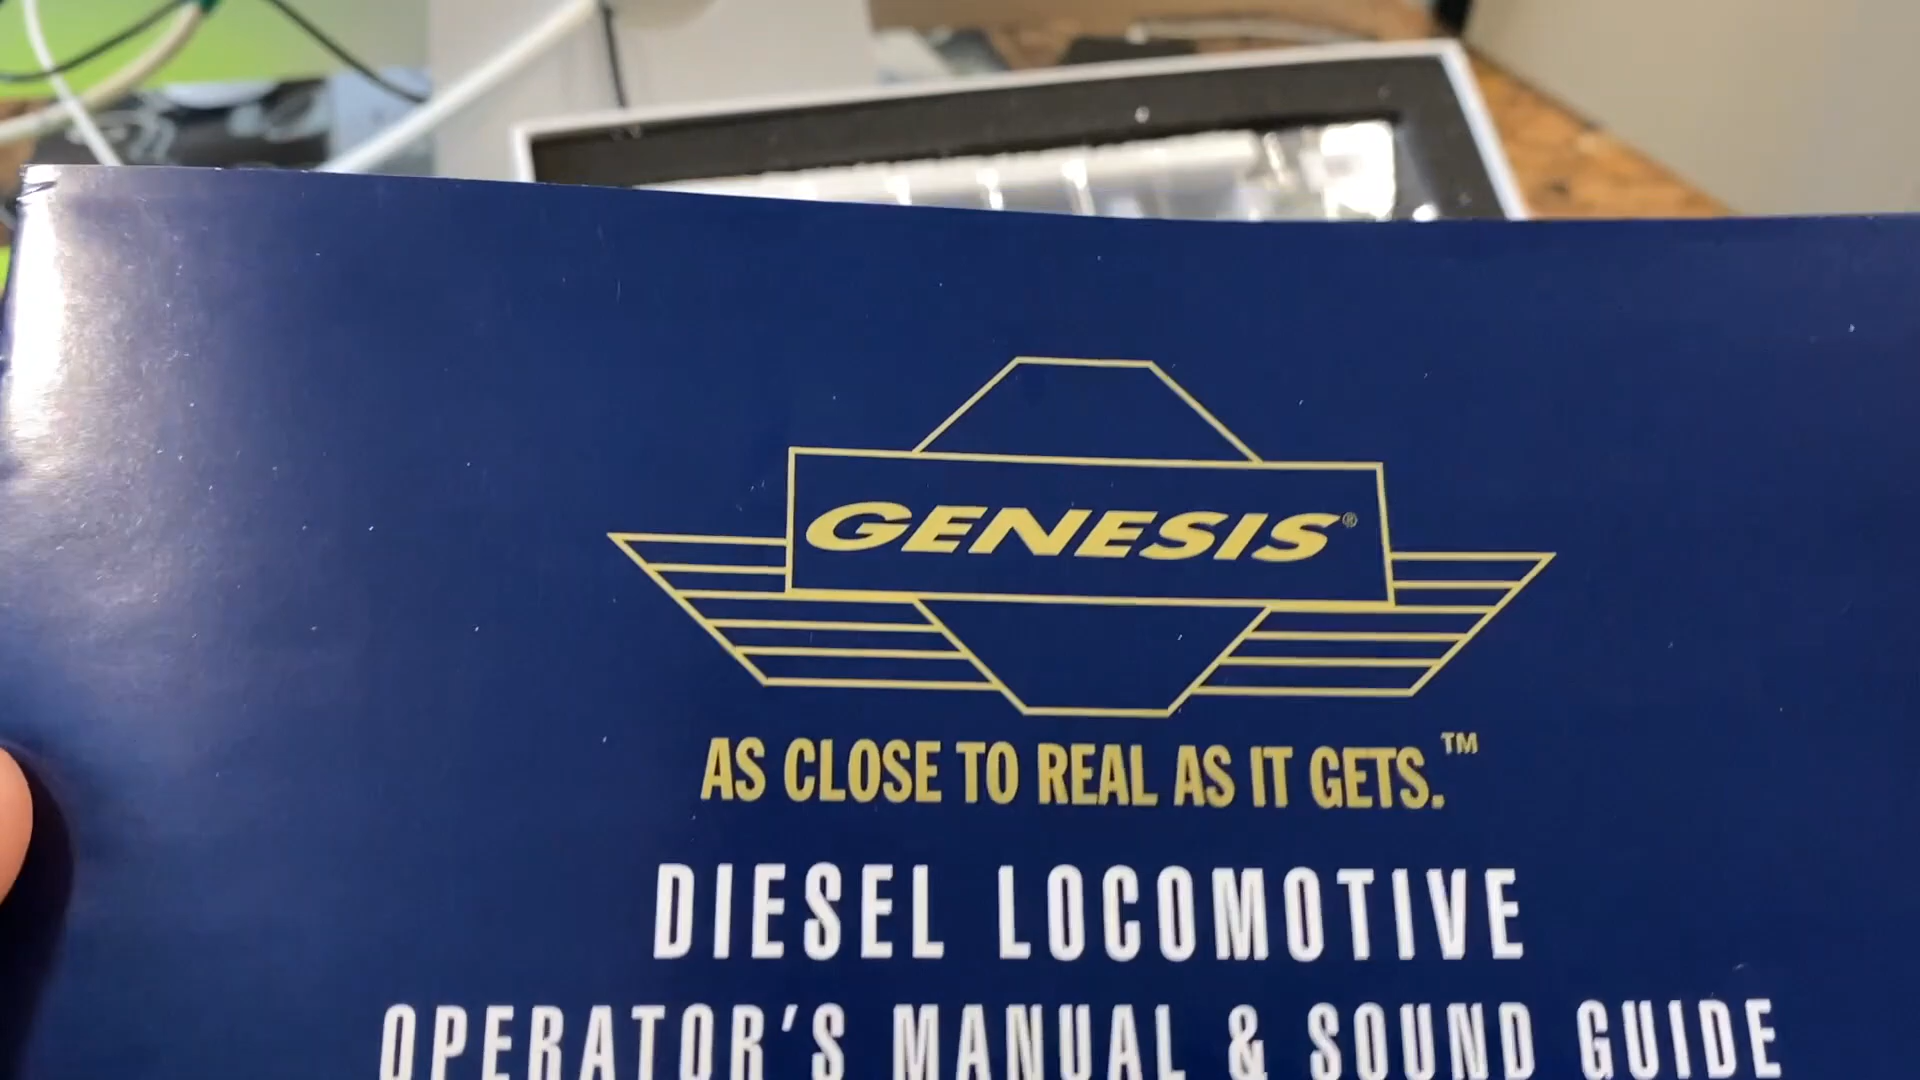 GENESIS®
AS CLOSE TO REAL AS IT GETS.™
DIESEL LOCOMOTIVE
OPERATOR'S MANUAL & SOUND GUIDE